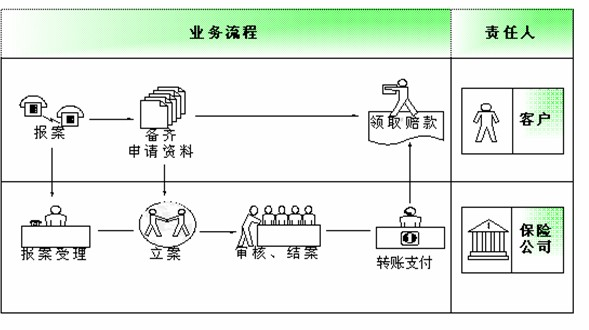 业务流程
责任人
报案
备齐
申请资料
领取赔款
客户
报案受理
立案
审核、结案
转账支付
保险
公司